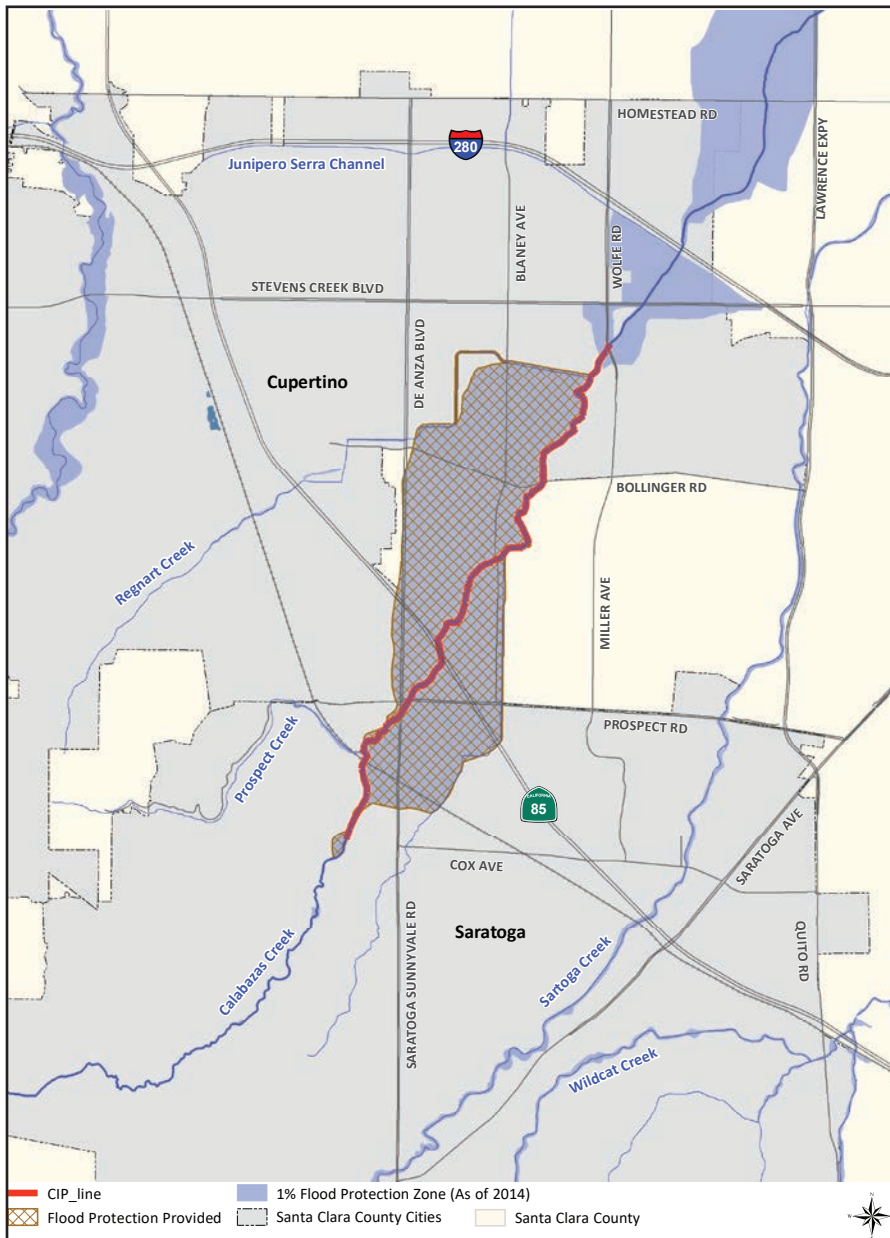 HOMESTEAD RD
280
Junipero Serra Channel
LAWRENCE EXPY
BLANEY AVE
WOLFE RD
STEVENS CREEK BLVD
DE ANZA BLVD
Cupertino
BOLLINGER RD
Regnart Creek
MILLER AVE
PROSPECT RD
Prospect Creek
CALIFORNIA
85
SARATOGA AVE
COX AVE
Saratoga
SARATOGA SUNNYVALE RD
QUITO RD
Calabazas Creek
Sartoga Creek
Wildcat Creek
CIP_line
1% Flood Protection Zone (As of 2014)
Flood Protection Provided
Santa Clara County Cities
Santa Clara County
N
W
E
S